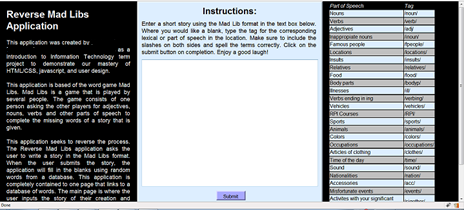 Reverse Mad Libs
Application
This application was created by .
as a
Introduction to Information Technology term
project to demonstrate our mastery of
HTML/CSS, javascript, and user design.
This application is based of the word game Mad
Libs. Mad Libs is a game that is played by
several people. The game consists of one
person asking the other players for adjectives,
nouns, verbs and other parts of speech to
complete the missing words of a story that is
given.
This application seeks to reverse the process.
The Reverse Mad Libs application asks the
user to write a story in the Mad Libs format.
When the user submits the story, the
application will fill in the blanks using random
words from a database. This application is
completely contained to one page that links to a
database of words. The main page is where the
user inputs the story of their creation and
Instructions:
Enter a short story using the Mad Lib format in the text box below.
Where you would like a blank, type the tag for the corresponding
lexical or part of speech in the location. Make sure to include the
slashes on both sides and spell the terms correctly. Click on the
submit button on completion. Enjoy a good laugh!
Submit
Part of Speech Tag
Nouns /noun/
Verbs /verb/
Adjectives /adj/
Inappropriate nouns /inoun/
Famous people /fpeople/
Locations /locations/
Insults /insults/
Relatives /relatives/
Food /food/
Body parts /bodyp/
Illnesses /ill/
Verbs ending in ing /verbing/
Vehicles /vehicles/
RPI Courses /RPI/
Sports /sports/
Animals /animals/
Colors /colors/
Occupations /occupations/
Articles of clothing /clothes/
Time of the day /time/
Sound /sound/
Nationalities /nation/
Accessories /acc/
Misfortunate events /events/
Activities with your significant
Done